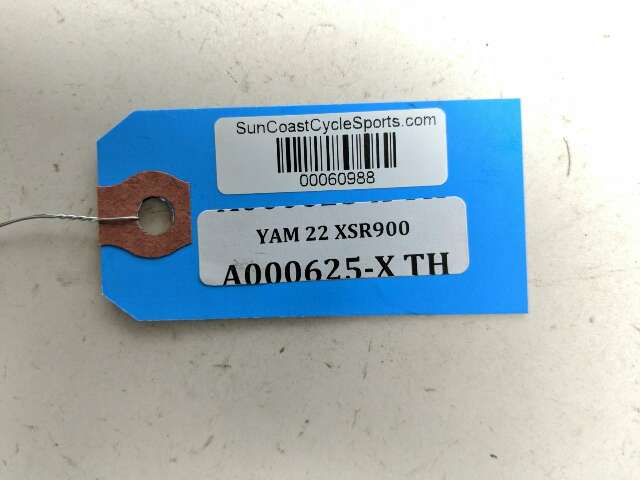 SunCoastCycleSports.com
00060988
YAM 22 XSR900
A000625-X TH